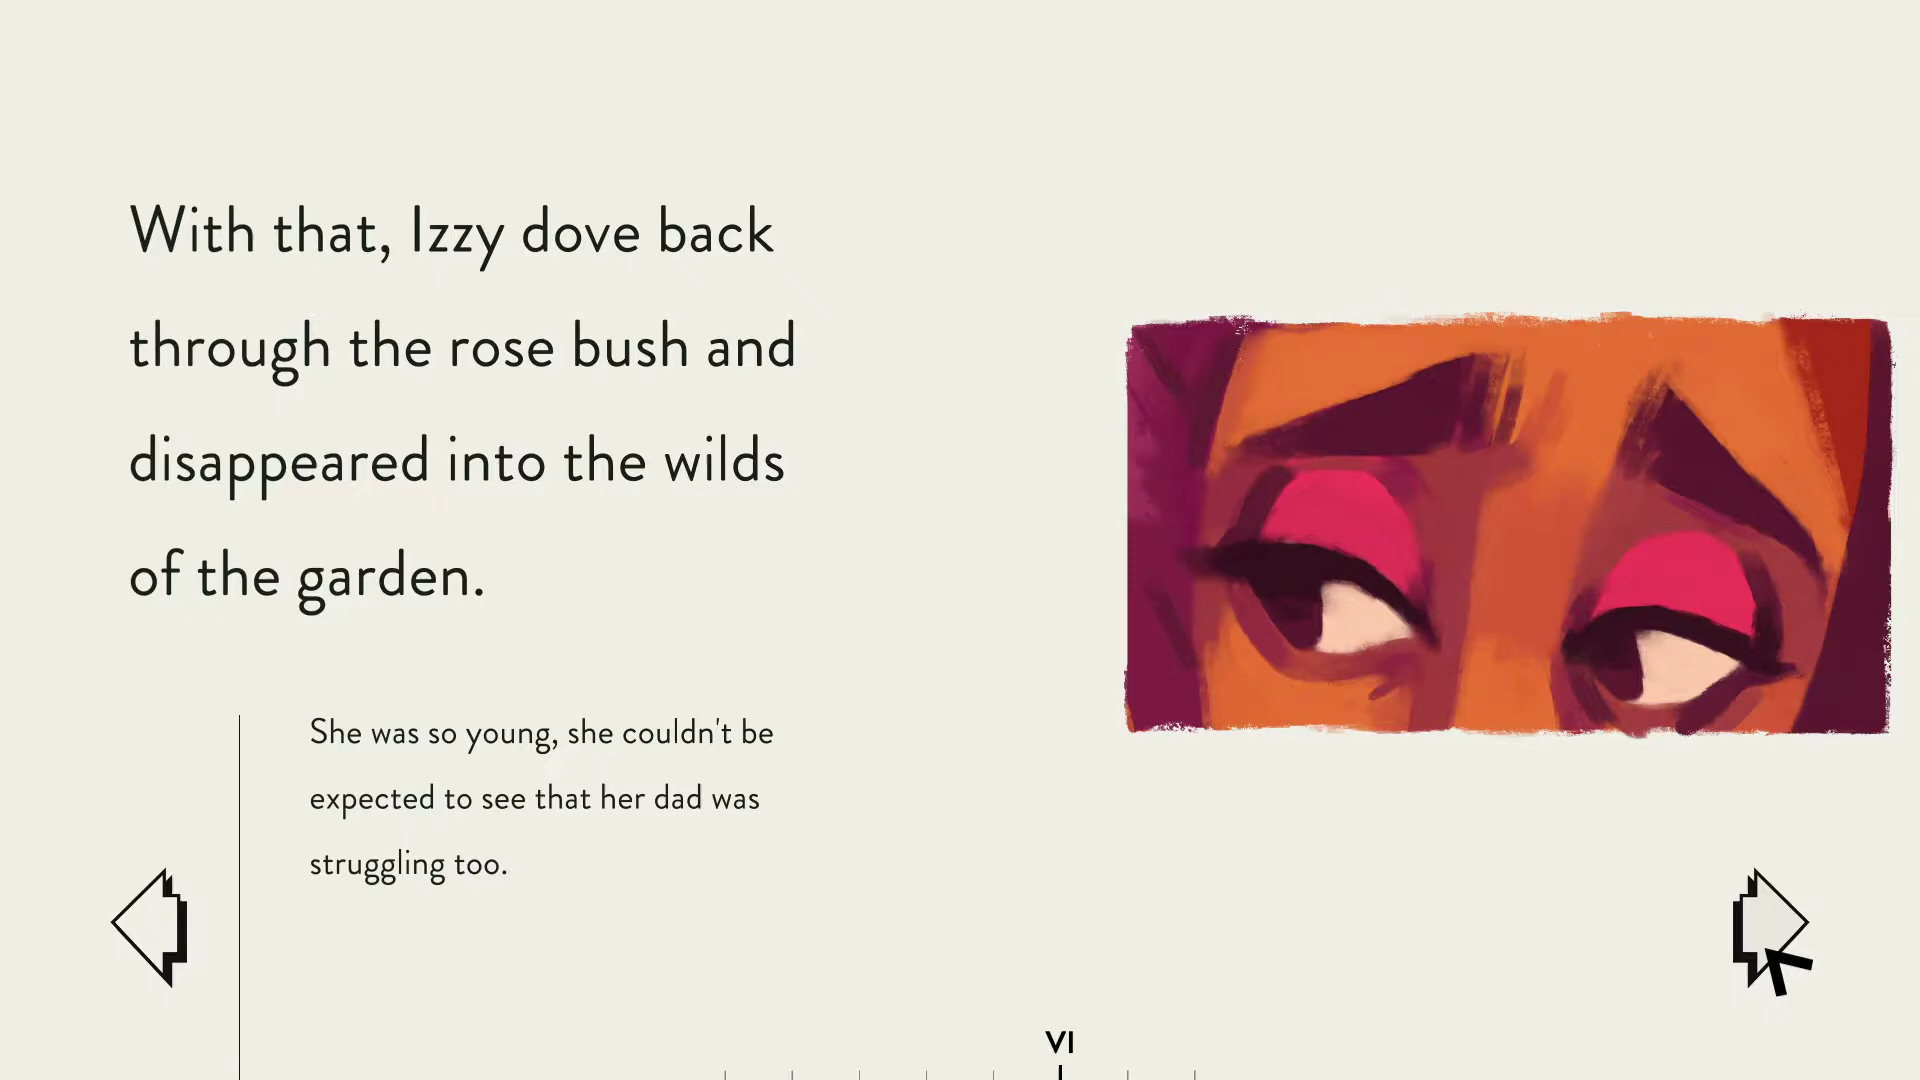 With that, Izzy dove back
through the rose bush and
disappeared into the wilds
of the garden.
She was so young, she couldn't be
expected to see that her dad was
struggling too.
VI